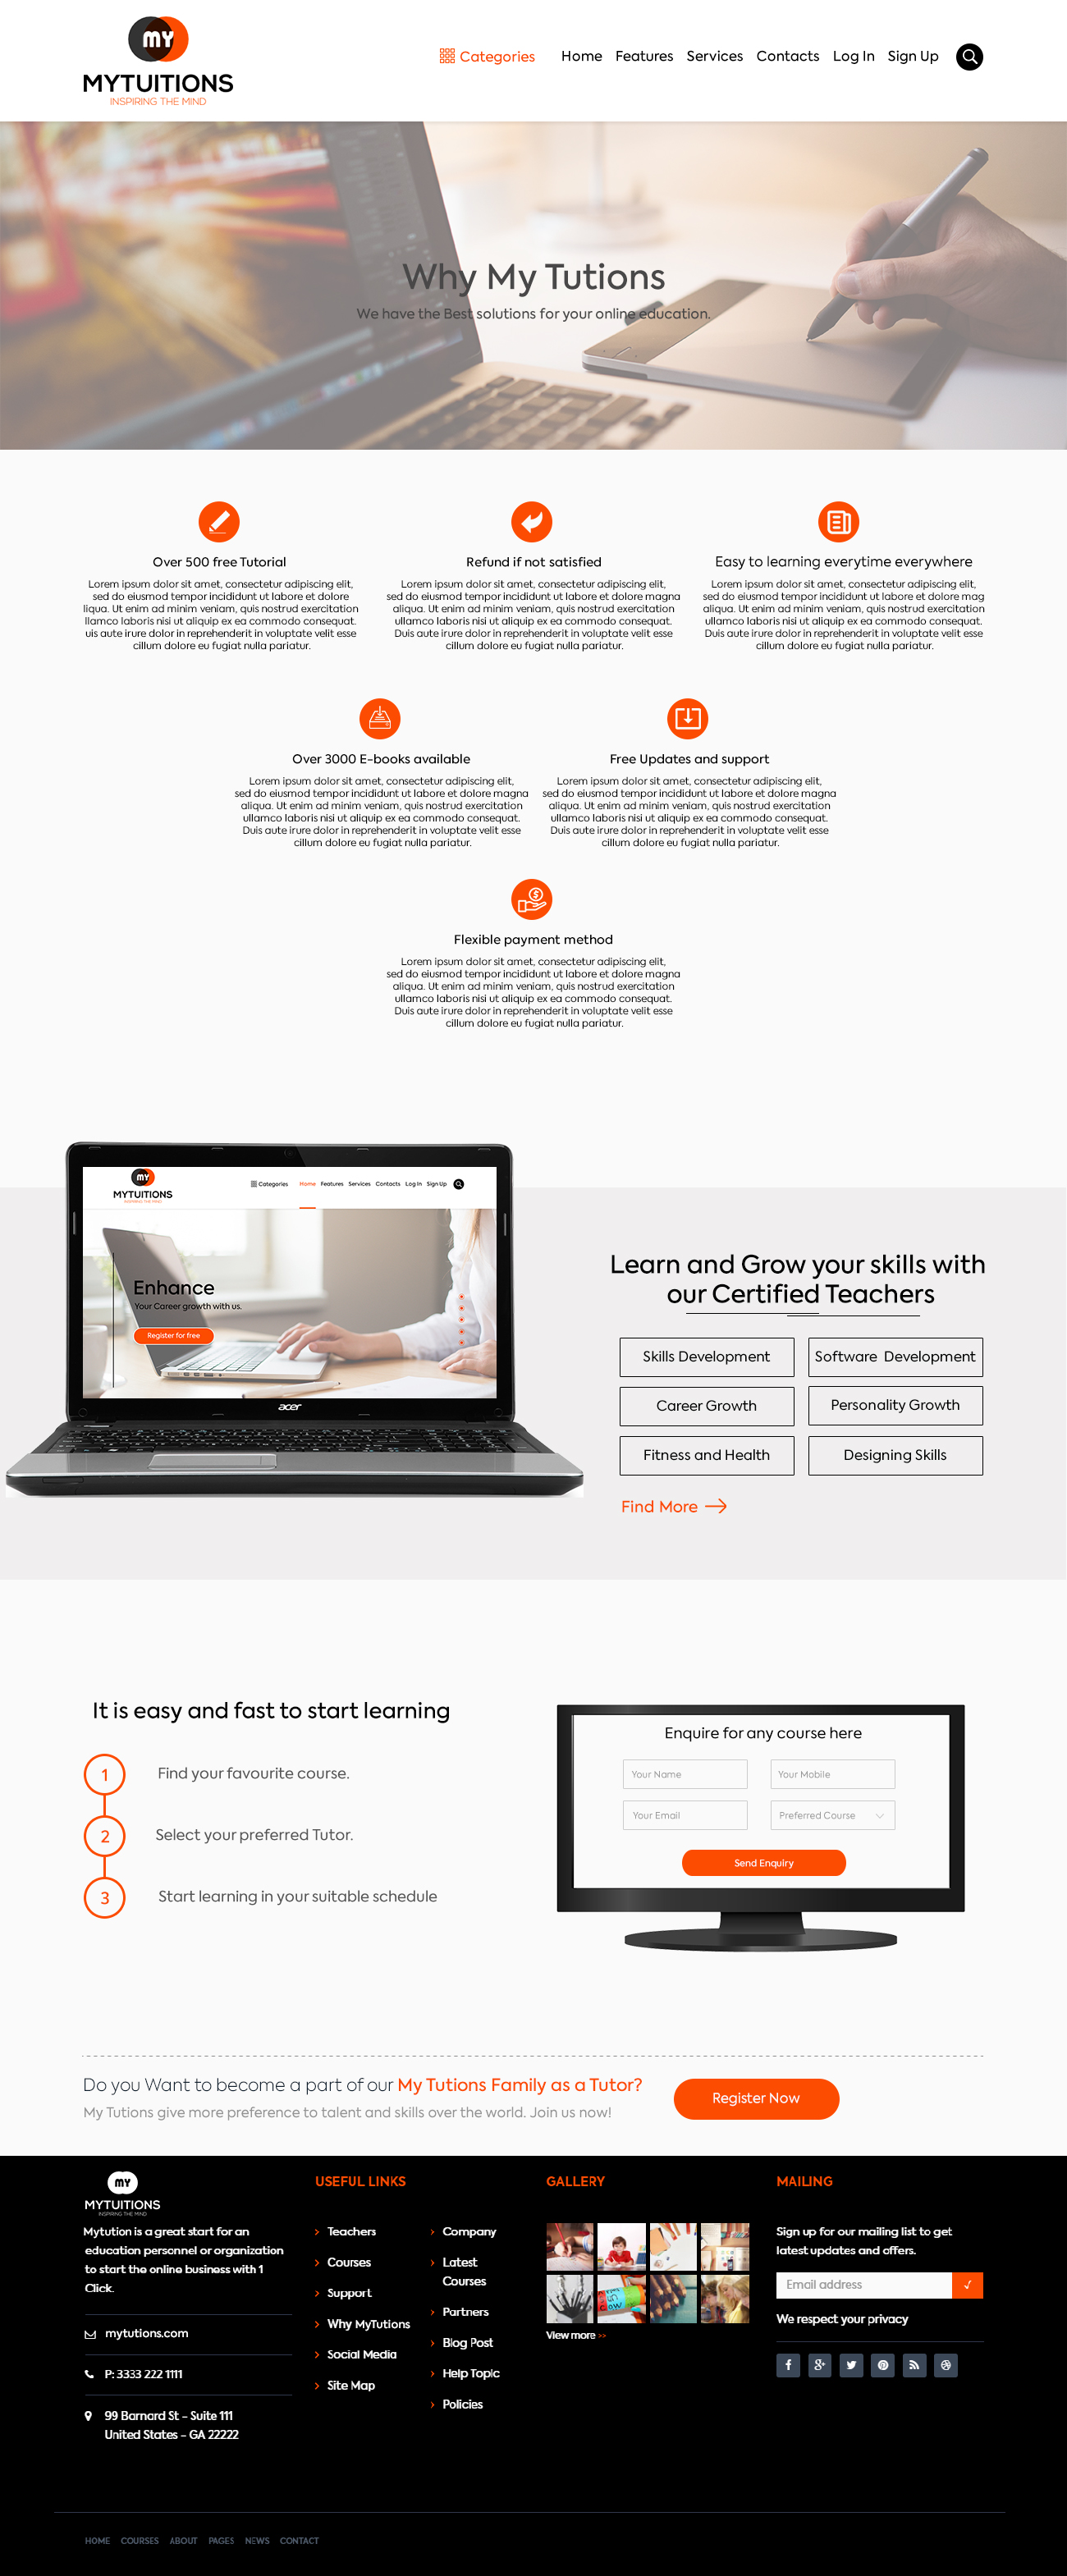 MY
MYTUITIONS
INSPIRING THE MIND
Categories Home Features Services Contacts Log In Sign Up
Why My Tutions
We have the Best solutions for your online education.
Over 500 free Tutorial
Lorem ipsum dolor sit amet, consectetur adipiscing elit,
sed do eiusmod tempor incididunt ut labore et dolore
liqua. Ut enim ad minim veniam, quis nostrud exercitation
llamco laboris nisi ut aliquip ex ea commodo consequat.
uis aute irure dolor in reprehenderit in voluptate velit esse
cillum dolore eu fugiat nulla pariatur.
Refund if not satisfied
Lorem ipsum dolor sit amet, consectetur adipiscing elit,
sed do eiusmod tempor incididunt ut labore et dolore magna
aliqua. Ut enim ad minim veniam, quis nostrud exercitation
ullamco laboris nisi ut aliquip ex ea commodo consequat.
Duis aute irure dolor in reprehenderit in voluptate velit esse
cillum dolore eu fugiat nulla pariatur.
Easy to learning everytime everywhere
Lorem ipsum dolor sit amet, consectetur adipiscing elit,
sed do eiusmod tempor incididunt ut labore et dolore mag
aliqua. Ut enim ad minim veniam, quis nostrud exercitation
ullamco laboris nisi ut aliquip ex ea commodo consequat.
Duis aute irure dolor in reprehenderit in voluptate velit esse
cillum dolore eu fugiat nulla pariatur.
Over 3000 E-books available
Lorem ipsum dolor sit amet, consectetur adipiscing elit,
sed do eiusmod tempor incididunt ut labore et dolore magna
aliqua. Ut enim ad minim veniam, quis nostrud exercitation
ullamco laboris nisi ut aliquip ex ea commodo consequat.
Duis aute irure dolor in reprehenderit in voluptate velit esse
cillum dolore eu fugiat nulla pariatur.
Free Updates and support
Lorem ipsum dolor sit amet, consectetur adipiscing elit,
sed do eiusmod tempor incididunt ut labore et dolore magna
aliqua. Ut enim ad minim veniam, quis nostrud exercitation
ullamco laboris nisi ut aliquip ex ea commodo consequat.
Duis aute irure dolor in reprehenderit in voluptate velit esse
cillum dolore eu fugiat nulla pariatur.
Flexible payment method
Lorem ipsum dolor sit amet, consectetur adipiscing elit,
sed do eiusmod tempor incididunt ut labore et dolore magna
aliqua. Ut enim ad minim veniam, quis nostrud exercitation
ullamco laboris nisi ut aliquip ex ea commodo consequat.
Duis aute irure dolor in reprehenderit in voluptate velit esse
cillum dolore eu fugiat nulla pariatur.
MY
MYTUITIONS
INSPIRING THE MIND
Categories Home Features Services Contacts Log In Sign Up
Enhance
Your Career growth with us.
Register for free
acer
Learn and Grow your skills with
our Certified Teachers
Skills Development
Software Development
Career Growth
Personality Growth
Fitness and Health
Designing Skills
Find More
It is easy and fast to start learning
1 Find your favourite course.
2 Select your preferred Tutor.
3 Start learning in your suitable schedule
Enquire for any course here
Your Name
Your Mobile
Your Email
Preferred Course
Send Enquiry
Do you Want to become a part of our My Tutions Family as a Tutor?
My Tutions give more preference to talent and skills over the world. Join us now!
Register Now
MY
MYTUITIONS
INSPIRING THE MIND
Mytution is a great start for an
education personnel or organization
to start the online business with 1
Click.
mytutions.com
P: 3333 222 1111
99 Barnard St - Suite 111
United States - GA 22222
USEFUL LINKS
Teachers
Courses
Support
Why MyTutions
Social Media
Site Map
Company
Latest
Courses
Partners
Blog Post
Help Topic
Policies
GALLERY
View more >>
MAILING
Sign up for our mailing list to get
latest updates and offers.
Email address
We respect your privacy
HOME COURSES ABOUT PAGES NEWS CONTACT